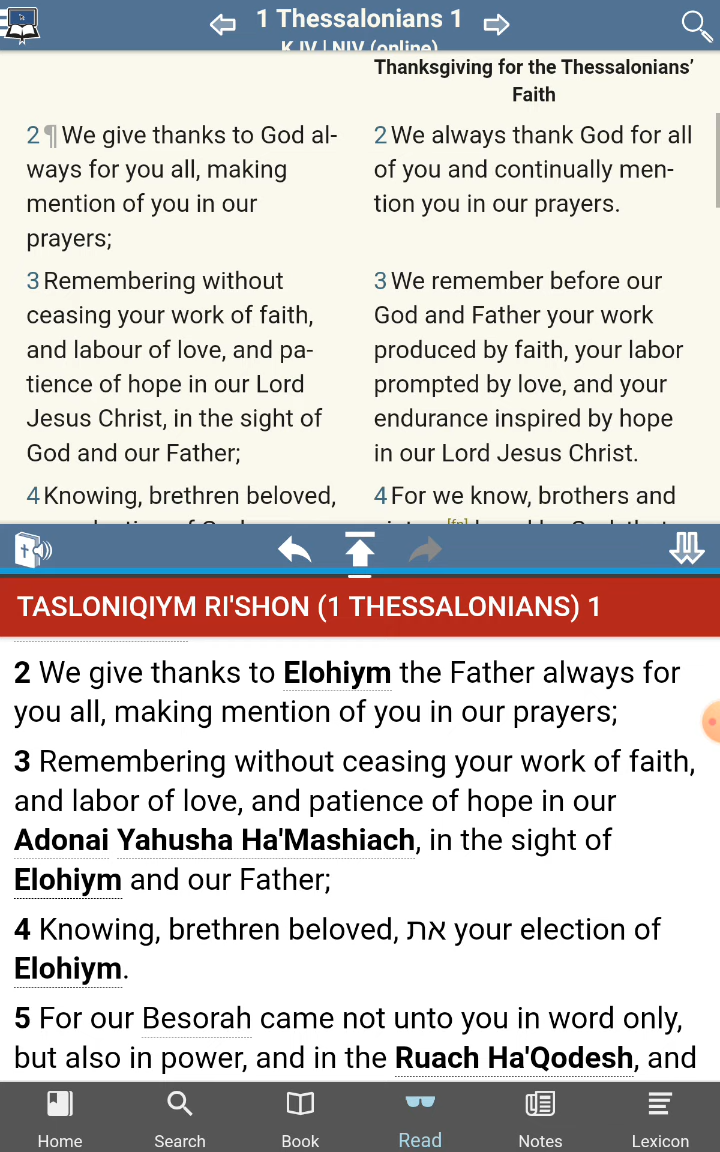 1 Thessalonians 1
KJV | NIV (online)
Thanksgiving for the Thessalonians’
Faith
2 ¶ We give thanks to God al-
ways for you all, making
mention of you in our
prayers;
2 We always thank God for all
of you and continually men-
tion you in our prayers.
3 Remembering without
ceasing your work of faith,
and labour of love, and pa-
tience of hope in our Lord
Jesus Christ, in the sight of
God and our Father;
3 We remember before our
God and Father your work
produced by faith, your labor
prompted by love, and your
endurance inspired by hope
in our Lord Jesus Christ.
4 Knowing, brethren beloved,
4 For we know, brothers and
TASLONIQIYM RI'SHON (1 THESSALONIANS) 1
2 We give thanks to Elohiym the Father always for
you all, making mention of you in our prayers;
3 Remembering without ceasing your work of faith,
and labor of love, and patience of hope in our
Adonai Yahusha Ha'Mashiach, in the sight of
Elohiym and our Father;
4 Knowing, brethren beloved, את your election of
Elohiym.
5 For our Besorah came not unto you in word only,
but also in power, and in the Ruach Ha'Qodesh, and
Home
Search
Book
Read
Notes
Lexicon